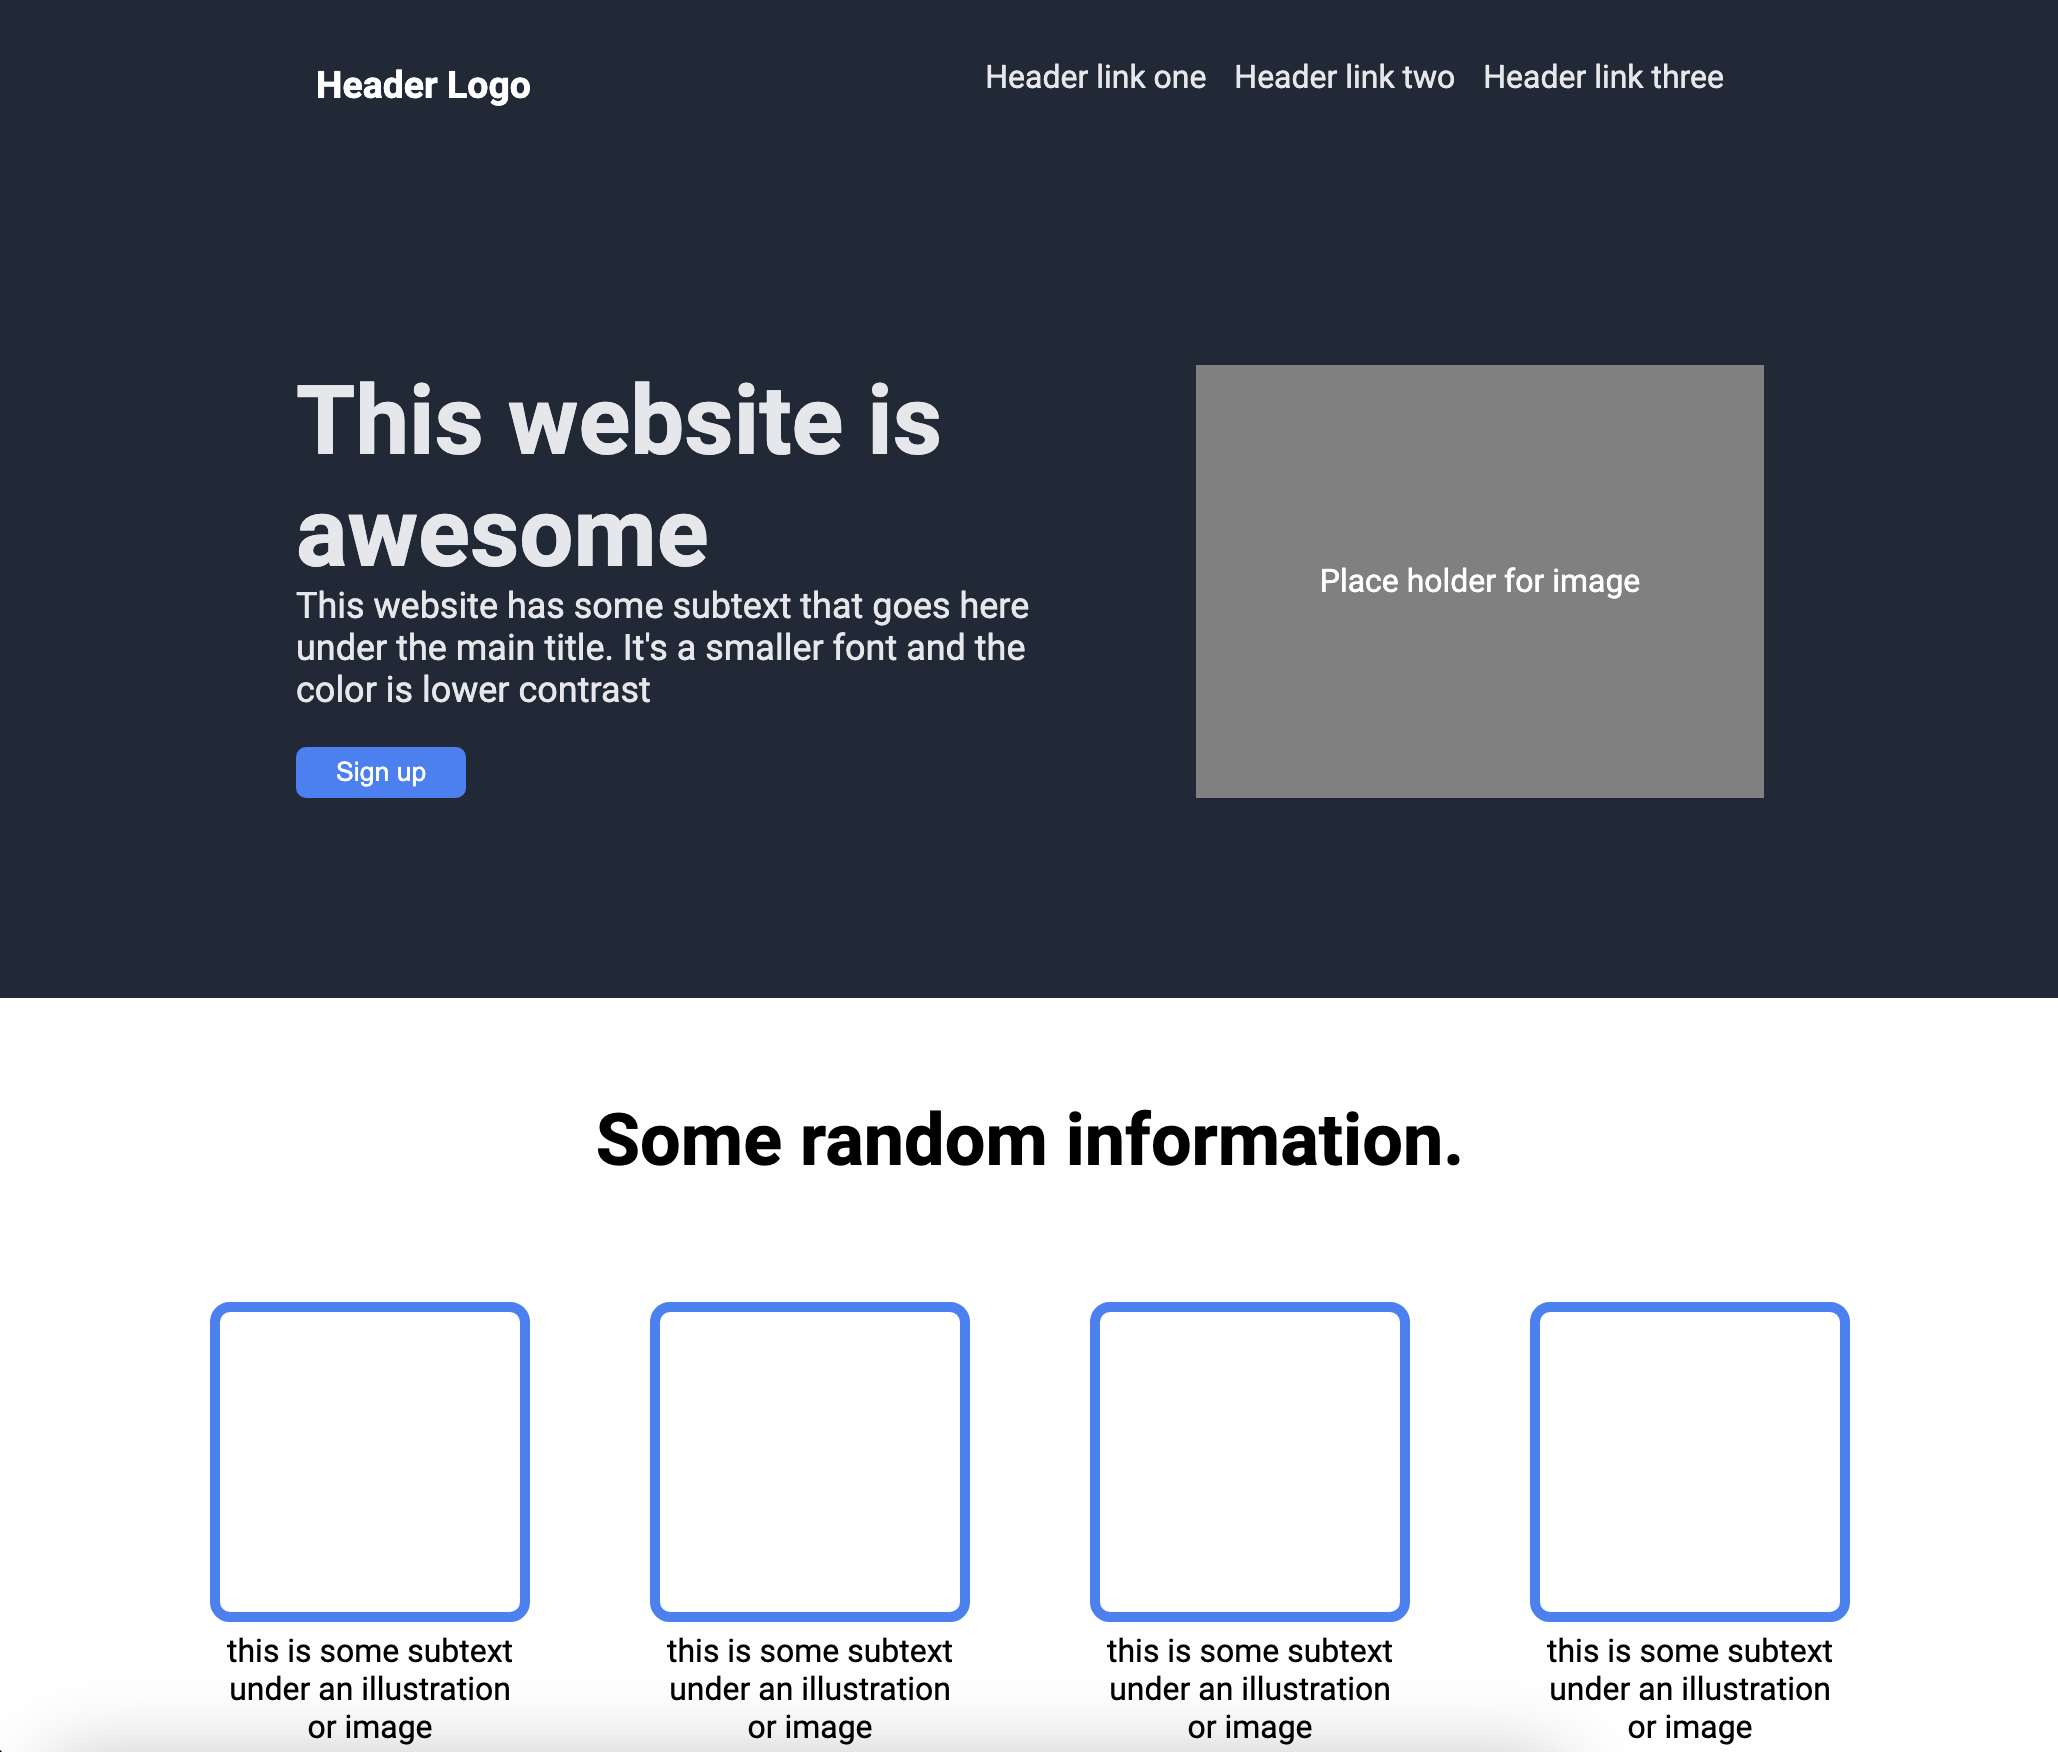 Header Logo
Header link one Header link two Header link three
This website is
awesome
This website has some subtext that goes here
under the main title. It's a smaller font and the
color is lower contrast
Sign up
Place holder for image
Some random information.
this is some subtext
under an illustration
or image
this is some subtext
under an illustration
or image
this is some subtext
under an illustration
or image
this is some subtext
under an illustration
or image